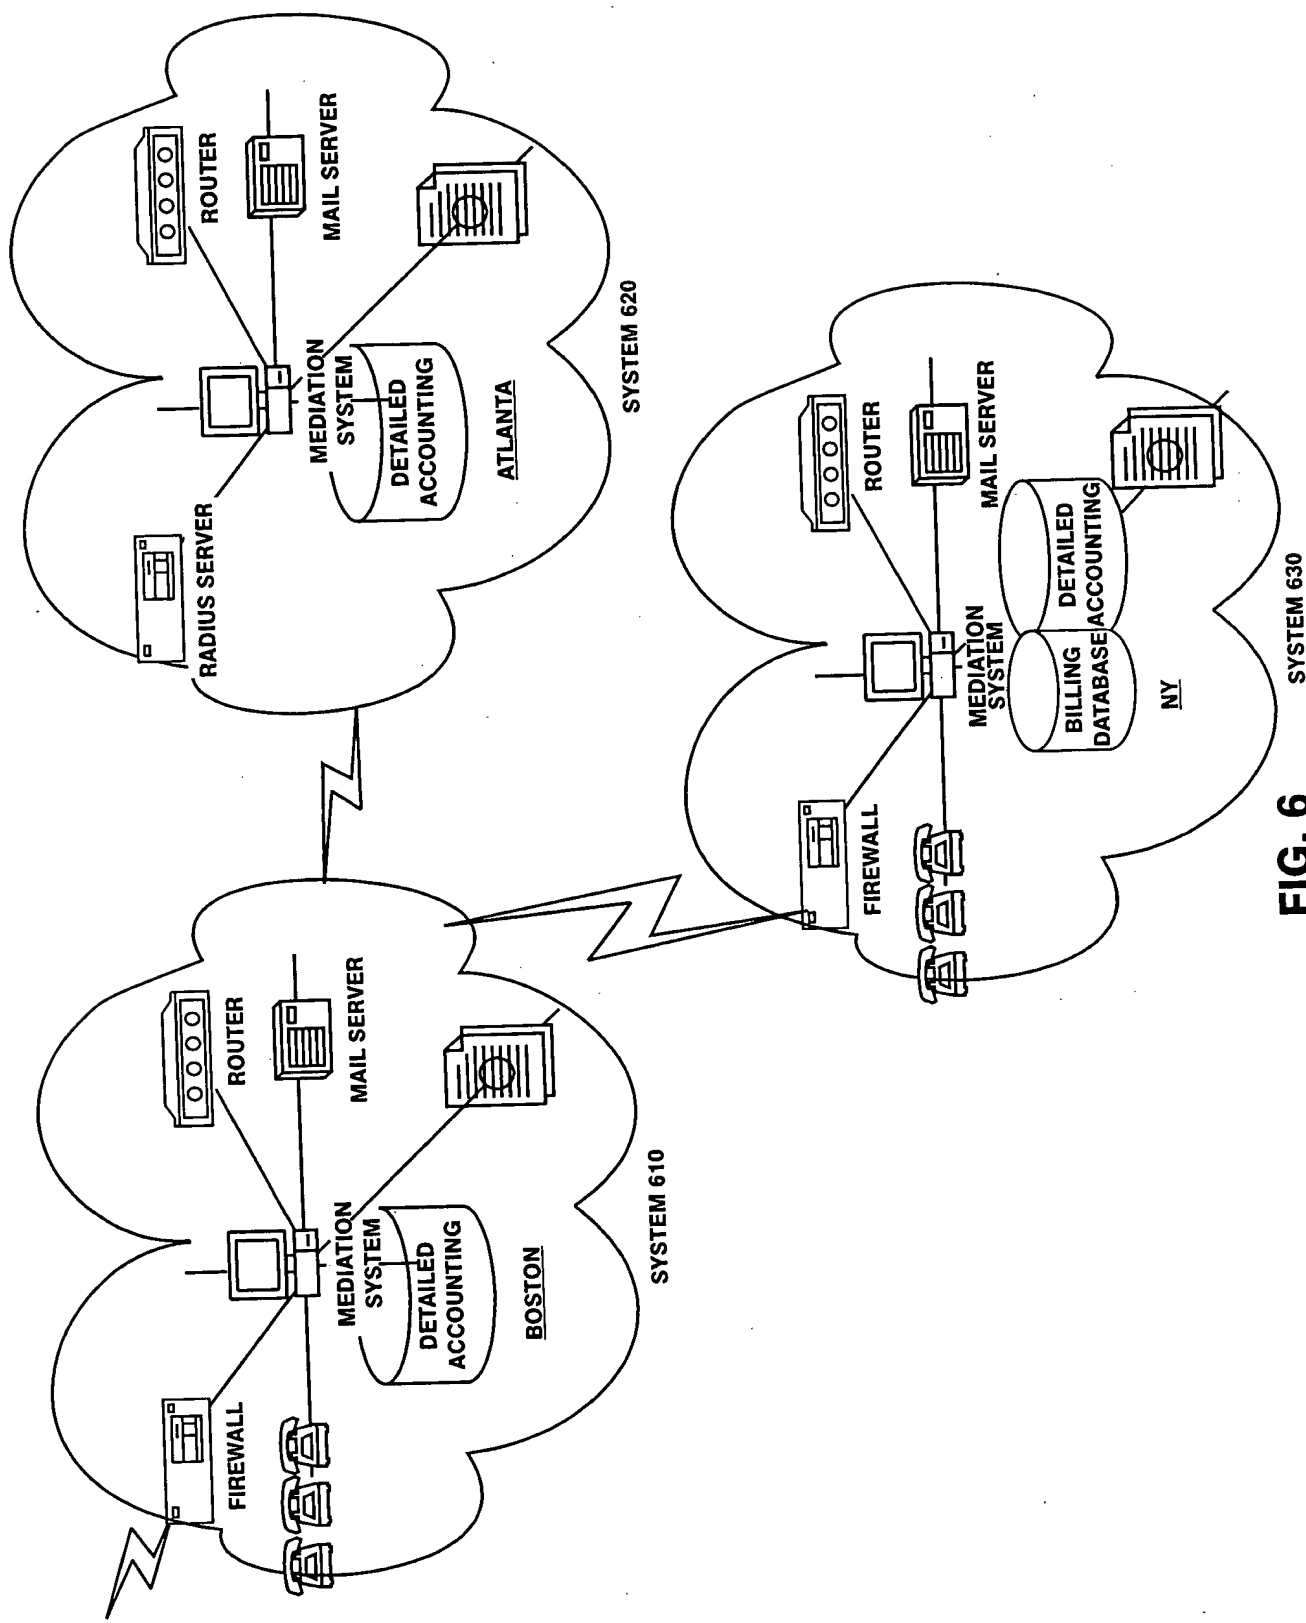 FIREWALL
ROUTER
MAIL SERVER
MEDIATION
SYSTEM
DETAILED
ACCOUNTING
BOSTON
SYSTEM 610
RADIUS SERVER
ROUTER
MAIL SERVER
MEDIATION
SYSTEM
DETAILED
ACCOUNTING
ATLANTA
SYSTEM 620
FIREWALL
ROUTER
MAIL SERVER
MEDIATION
SYSTEM
BILLING
DATABASE
DETAILED
ACCOUNTING
NY
SYSTEM 630
FIG. 6